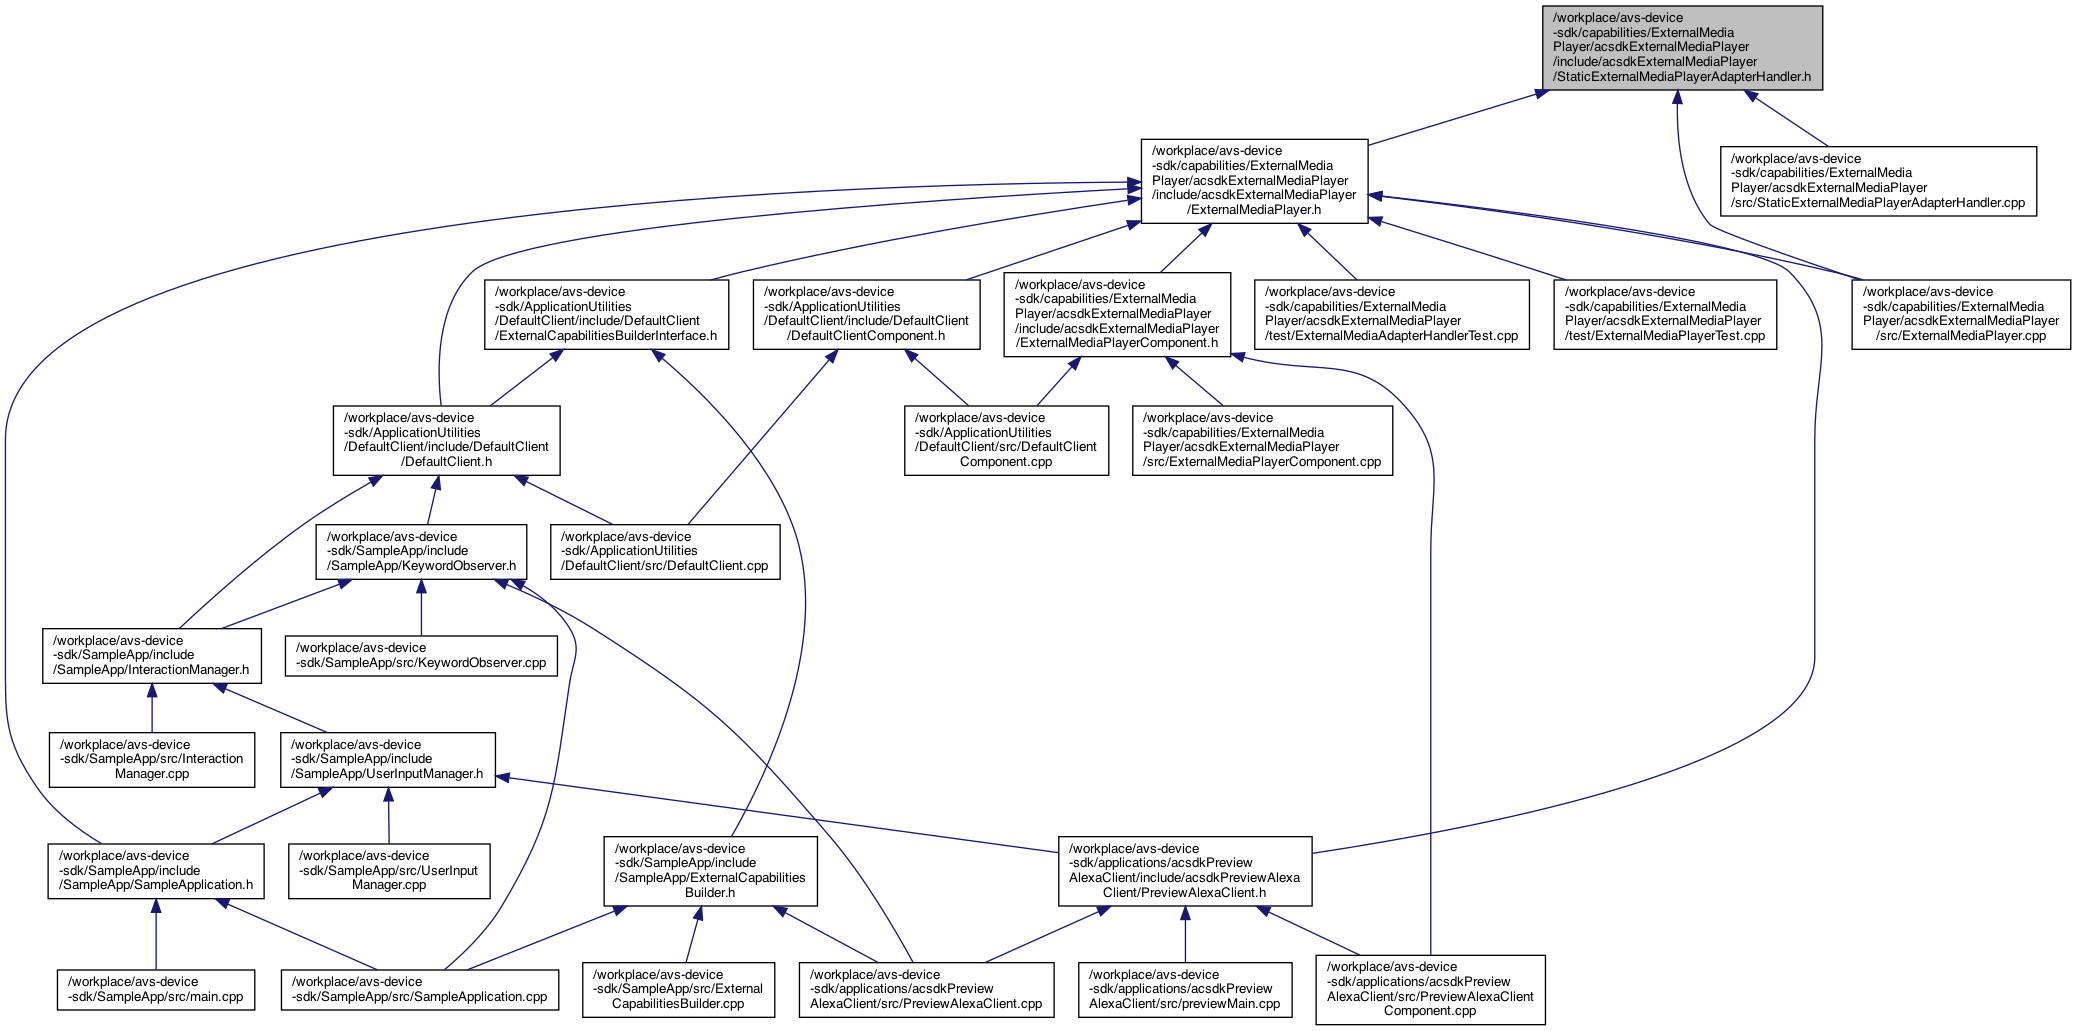 /workplace/avs-device
-sdk/capabilities/ExternalMedia
Player/acsdkExternalMediaPlayer
/include/acsdkExternalMediaPlayer
/StaticExternalMediaPlayerAdapterHandler.h
/workplace/avs-device
-sdk/capabilities/ExternalMedia
Player/acsdkExternalMediaPlayer
/include/acsdkExternalMediaPlayer
/ExternalMediaPlayer.h
/workplace/avs-device
-sdk/capabilities/ExternalMedia
Player/acsdkExternalMediaPlayer
/src/StaticExternalMediaPlayerAdapterHandler.cpp
/workplace/avs-device
-sdk/ApplicationUtilities
/DefaultClient/include/DefaultClient
/ExternalCapabilitiesBuilderInterface.h
/workplace/avs-device
-sdk/ApplicationUtilities
/DefaultClient/include/DefaultClient
/DefaultClientComponent.h
/workplace/avs-device
-sdk/capabilities/ExternalMedia
Player/acsdkExternalMediaPlayer
/include/acsdkExternalMediaPlayer
/ExternalMediaPlayerComponent.h
/workplace/avs-device
-sdk/capabilities/ExternalMedia
Player/acsdkExternalMediaPlayer
/test/ExternalMediaAdapterHandlerTest.cpp
/workplace/avs-device
-sdk/capabilities/ExternalMedia
Player/acsdkExternalMediaPlayer
/test/ExternalMediaPlayerTest.cpp
/workplace/avs-device
-sdk/capabilities/ExternalMedia
Player/acsdkExternalMediaPlayer
/src/ExternalMediaPlayer.cpp
/workplace/avs-device
-sdk/ApplicationUtilities
/DefaultClient/include/DefaultClient
/DefaultClient.h
/workplace/avs-device
-sdk/ApplicationUtilities
/DefaultClient/src/DefaultClient
Component.cpp
/workplace/avs-device
-sdk/capabilities/ExternalMedia
Player/acsdkExternalMediaPlayer
/src/ExternalMediaPlayerComponent.cpp
/workplace/avs-device
-sdk/SampleApp/include
/SampleApp/KeywordObserver.h
/workplace/avs-device
-sdk/ApplicationUtilities
/DefaultClient/src/DefaultClient.cpp
/workplace/avs-device
-sdk/SampleApp/include
/SampleApp/InteractionManager.h
/workplace/avs-device
-sdk/SampleApp/src/KeywordObserver.cpp
/workplace/avs-device
-sdk/SampleApp/src/Interaction
Manager.cpp
/workplace/avs-device
-sdk/SampleApp/include
/SampleApp/UserInputManager.h
/workplace/avs-device
-sdk/SampleApp/include
/SampleApp/SampleApplication.h
/workplace/avs-device
-sdk/SampleApp/src/UserInput
Manager.cpp
/workplace/avs-device
-sdk/SampleApp/include
/SampleApp/ExternalCapabilities
Builder.h
/workplace/avs-device
-sdk/applications/acsdkPreview
AlexaClient/include/acsdkPreviewAlexa
Client/PreviewAlexaClient.h
/workplace/avs-device
-sdk/SampleApp/src/main.cpp
/workplace/avs-device
-sdk/SampleApp/src/SampleApplication.cpp
/workplace/avs-device
-sdk/SampleApp/src/External
CapabilitiesBuilder.cpp
/workplace/avs-device
-sdk/applications/acsdkPreview
AlexaClient/src/PreviewAlexaClient.cpp
/workplace/avs-device
-sdk/applications/acsdkPreview
AlexaClient/src/previewMain.cpp
/workplace/avs-device
-sdk/applications/acsdkPreview
AlexaClient/src/PreviewAlexaClient
Component.cpp